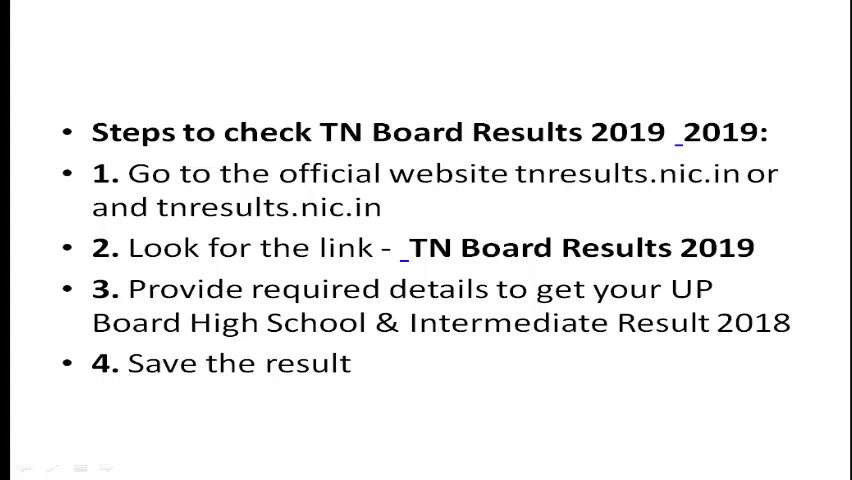 • Steps to check TN Board Results 2019 _2019:
• 1. Go to the official website tnresults.nic.in or
and tnresults.nic.in
• 2. Look for the link - _TN Board Results 2019
• 3. Provide required details to get your UP
Board High School & Intermediate Result 2018
• 4. Save the result